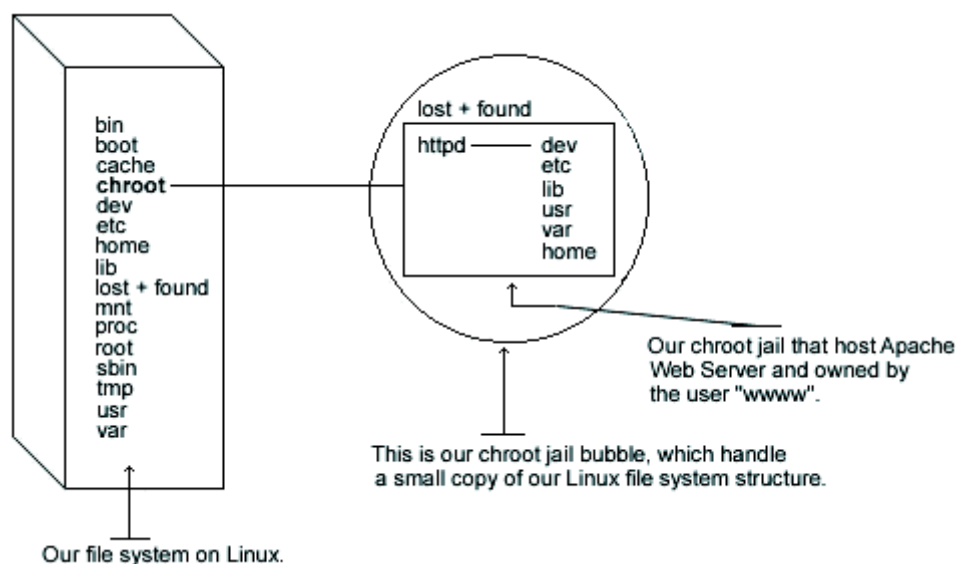 bin
boot
cache
chroot
dev
etc
home
lib
lost + found
mnt
proc
root
sbin
tmp
usr
var
Our file system on Linux.
lost + found
httpd
dev
etc
lib
usr
var
home
Our chroot jail that host Apache
Web Server and owned by
the user "wwww".
This is our chroot jail bubble, which handle
a small copy of our Linux file system structure.